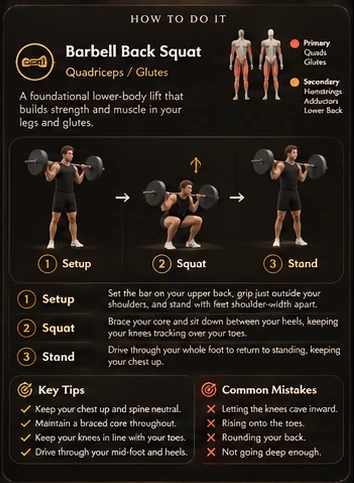 HOW TO DO IT
Barbell Back Squat
Quadriceps / Glutes
A foundational lower-body lift that
builds strength and muscle in your
legs and glutes.
Primary
Quads
Glutes
Secondary
Hamstrings
Adductors
Lower Back
1 Setup
2 Squat
3 Stand
1 Setup
Set the bar on your upper back, grip just outside your
shoulders, and stand with feet shoulder-width apart.
2 Squat
Brace your core and sit down between your heels, keeping
your knees tracking over your toes.
3 Stand
Drive through your whole foot to return to standing, keeping
your chest up.
Key Tips
✓ Keep your chest up and spine neutral.
✓ Maintain a braced core throughout.
✓ Keep your knees in line with your toes.
✓ Drive through your mid-foot and heels.
Common Mistakes
✗ Letting the knees cave inward.
✗ Rising onto the toes.
✗ Rounding your back.
✗ Not going deep enough.